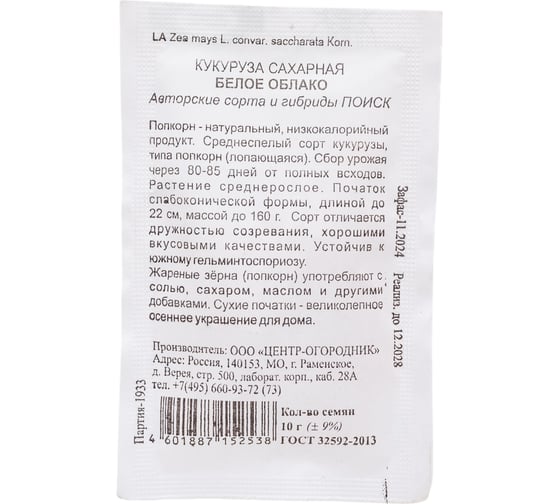 LA Zea mays L. convar. saccharata Korn.
КУКУРУЗА САХАРНАЯ
БЕЛОЕ ОБЛАКО
Авторские сорта и гибриды ПОИСК
Попкорн - натуральный, низкокалорийный
продукт. Среднеспелый сорт кукурузы,
типа попкорн (лопающаяся). Сбор урожая
через 80-85 дней от полных всходов.
Растение среднерослое. Початок
слабоконической формы, длиной до
22 см, массой до 160 г. Сорт отличается
дружностью созревания, хорошими
вкусовыми качествами. Устойчив к
южному гельминтоспориозу.
Жареные зёрна (попкорн) употребляют с
солью, сахаром, маслом и другими
добавками. Сухие початки - великолепное
осеннее украшение для дома.
Производитель: ООО «ЦЕНТР-ОГОРОДНИК»
Адрес: Россия, 140153, МО, г. Раменское,
д. Верея, стр. 500, лаборат. корп., каб. 28А
тел. +7(495) 660-93-72 (73)
Партия-1933
4 601887 152538
Кол-во семян
10 г (± 9%)
ГОСТ 32592-2013
Зафас-11.2024 Реализ. до 12.2028